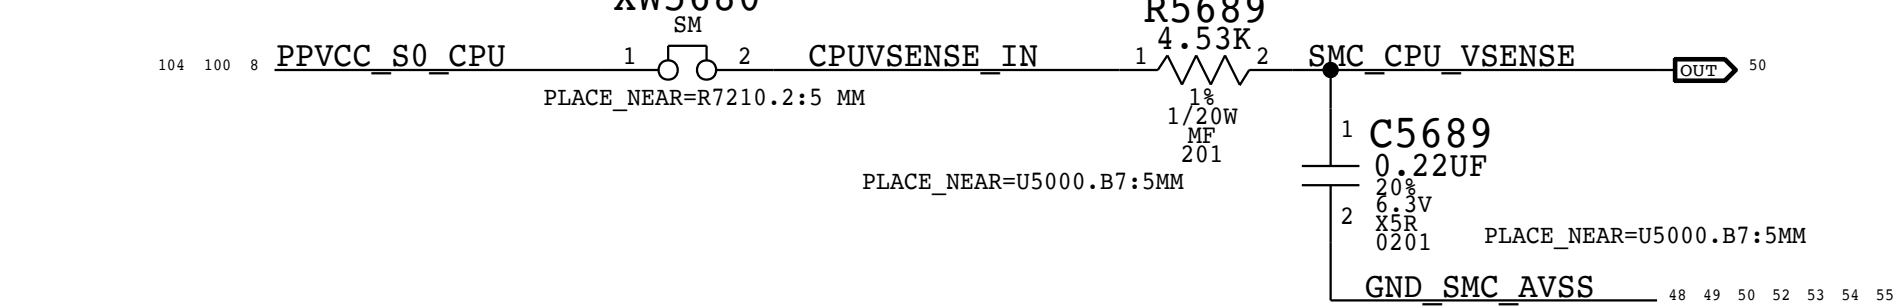 XW5680
SM
R5689
4.53K
104 100 8 PPVCC_S0_CPU 1 2 CPUVSENSE_IN 1 2 SMC_CPU_VSENSE OUT 50
PLACE_NEAR=R7210.2:5 MM
1%
1/20W
MF
201
PLACE_NEAR=U5000.B7:5MM
1 C5689
0.22UF
20%
6.3V
2 X5R
0201
PLACE_NEAR=U5000.B7:5MM
GND_SMC_AVSS 48 49 50 52 53 54 55